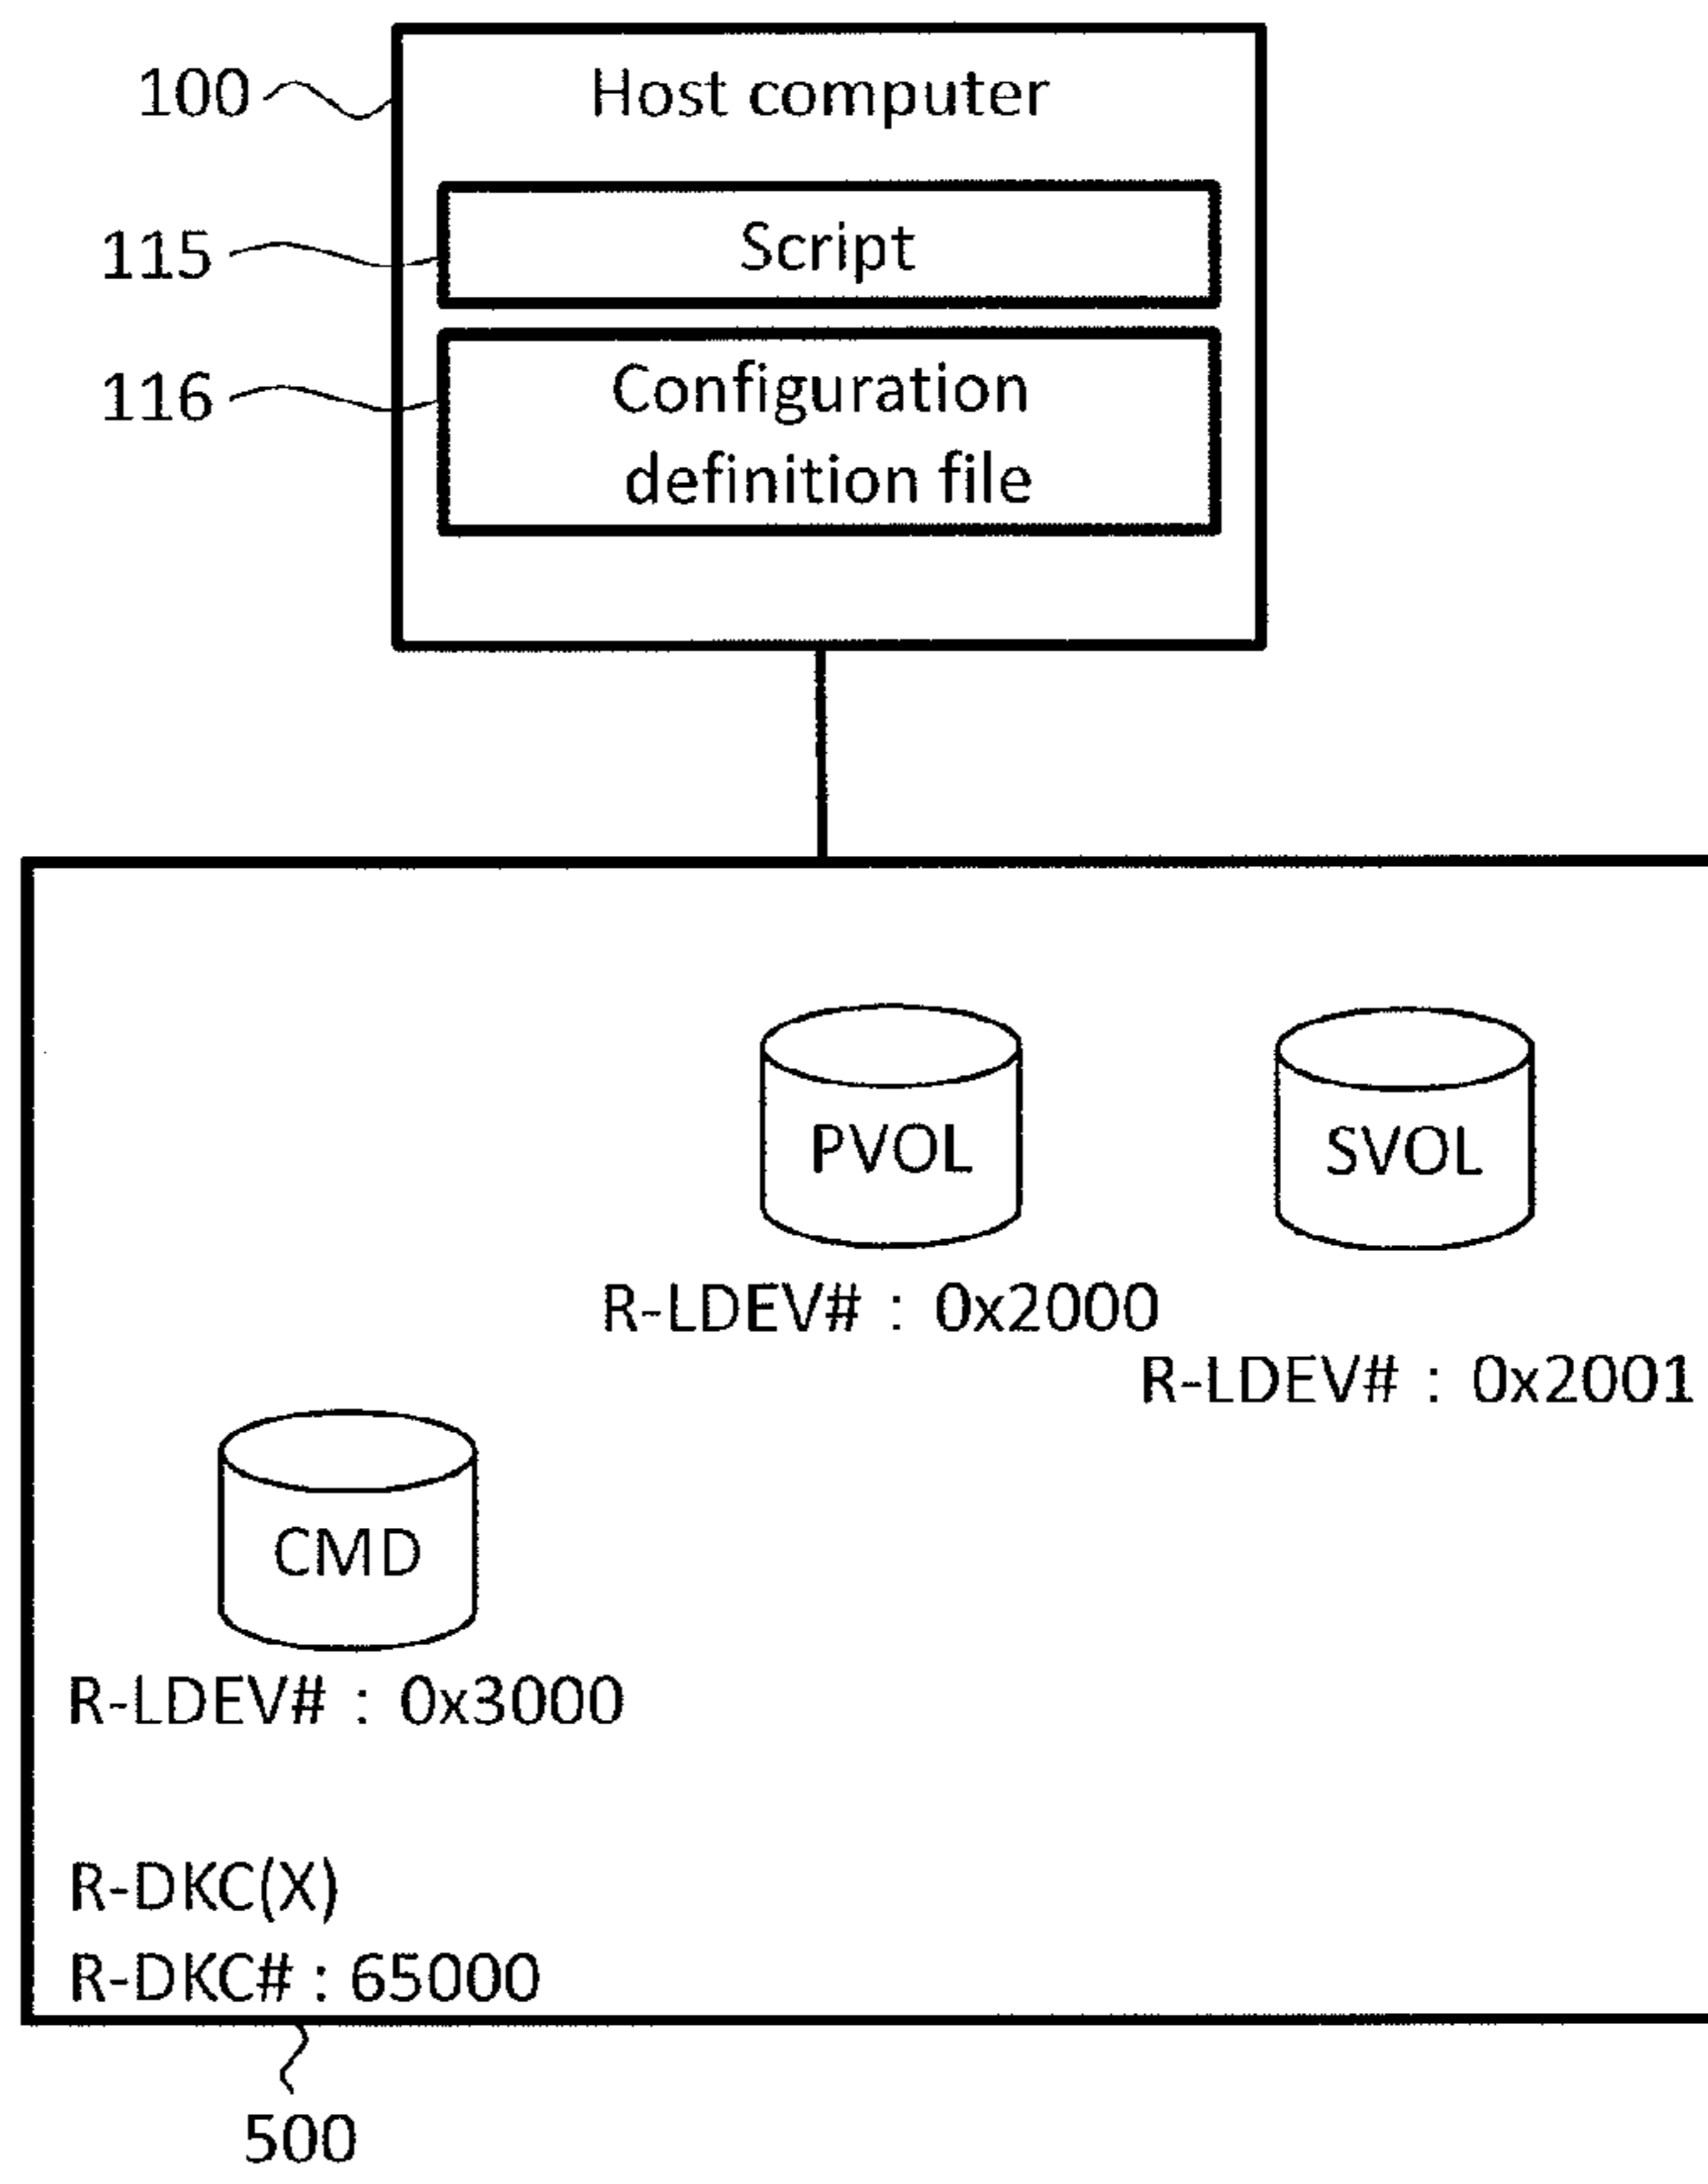 100
Host computer
115
Script
116
Configuration
definition file
PVOL
SVOL
R-LDEV# : 0x2000
R-LDEV# : 0x2001
CMD
R-LDEV# : 0x3000
R-DKC(X)
R-DKC# : 65000
500